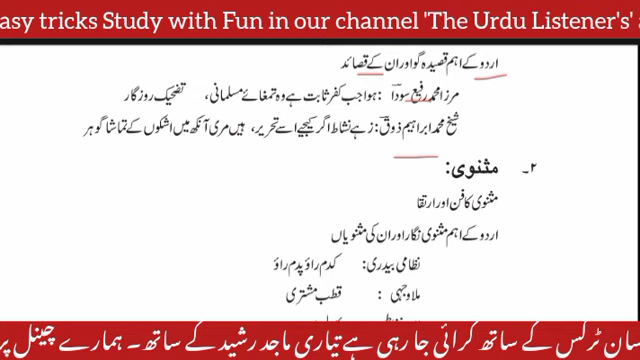 asy tricks Study with Fun in our channel 'The Urdu Listener's'
اردو کے اہم قصیدہ گو اور ان کے قصائد
مرزا محمد رفیع سودا : ہوا جب کفر ثابت ہے وہ تمغائے مسلمانی، تضحیک روزگار
شیخ محمد ابراہیم ذوق : زہے نشاط اگر کیجیے اسے تحریر، ہیں مری آنکھ میں اشکوں کے تماشا گوہر
۲۔ مثنوی:
مثنوی کا فن اور ارتقا
اردو کے اہم مثنوی نگار اور ان کی مثنویاں
نظامی بیدری: کدم راؤ پدم راؤ
ملا وجہی : قطب مشتری
سان ٹرکس کے ساتھ کرائی جا رہی ہے تیاری ماجد رشید کے ساتھ۔ ہمارے چینل پر